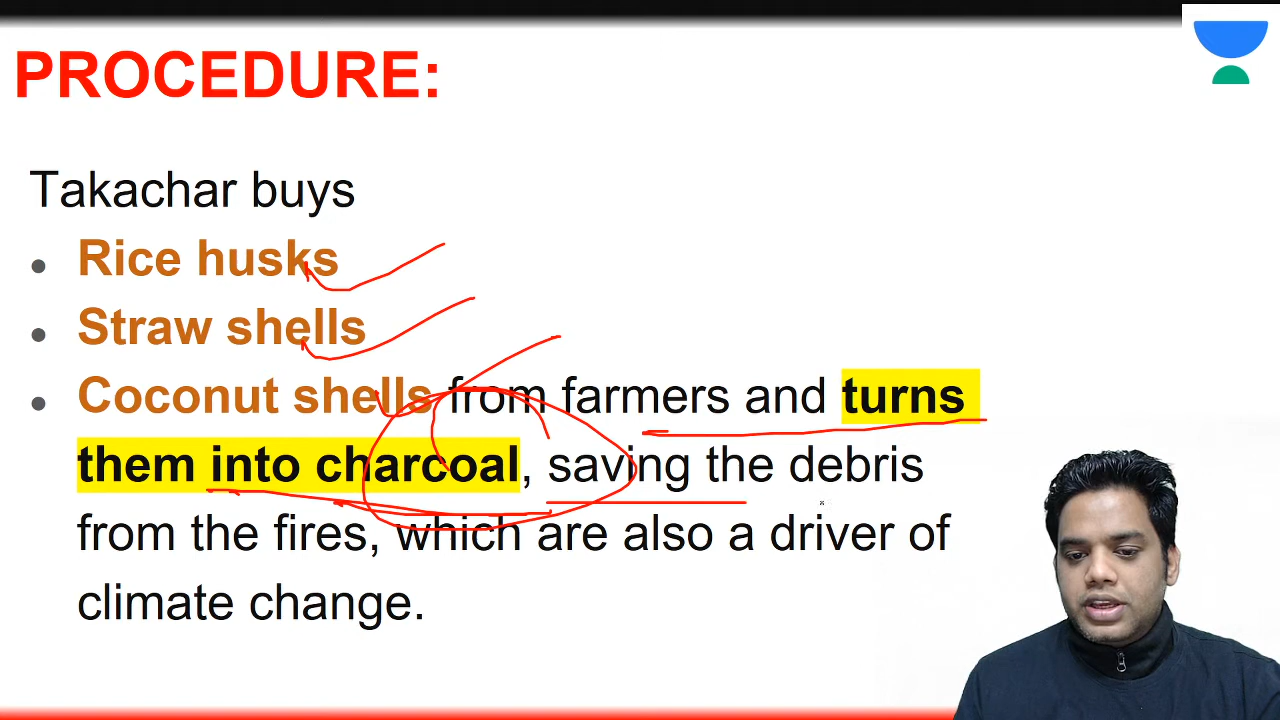 PROCEDURE:
Takachar buys
● Rice husks
● Straw shells
● Coconut shells from farmers and turns
them into charcoal, saving the debris
from the fires, which are also a driver of
climate change.